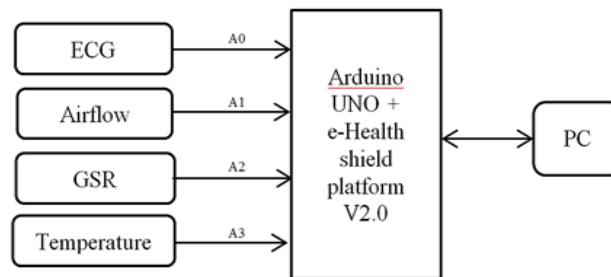 ECG
A0
Airflow
A1
GSR
A2
Temperature
A3
Arduino
UNO +
e-Health
shield
platform
V2.0
PC